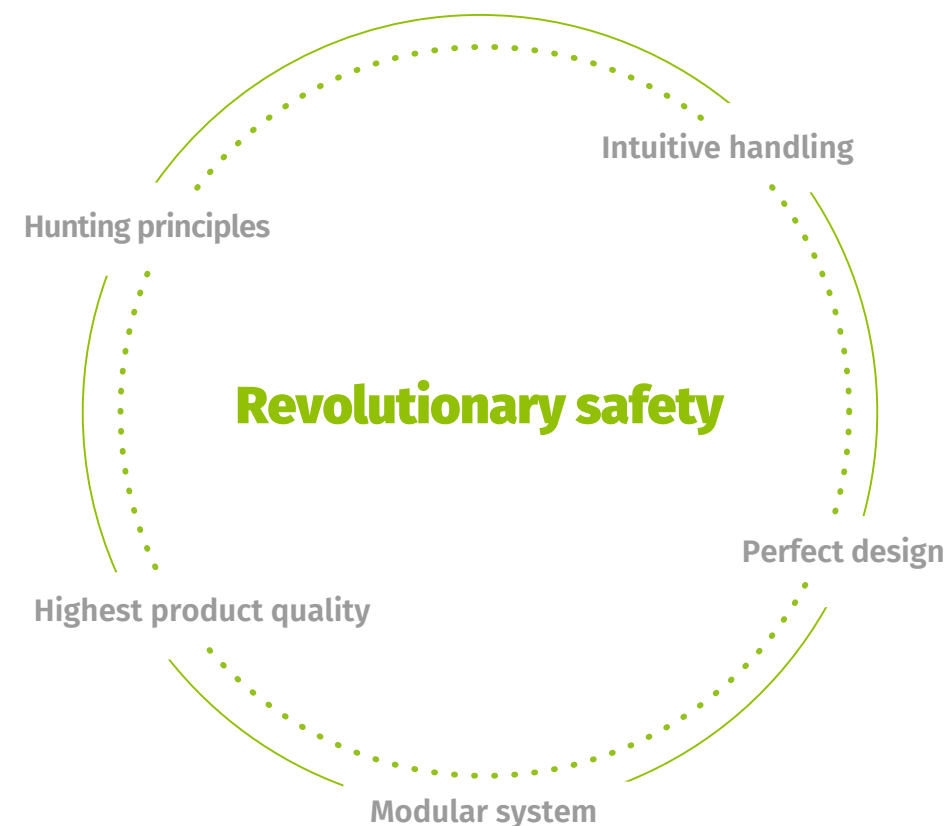 Intuitive handling
Hunting principles
Revolutionary safety
Perfect design
Highest product quality
Modular system